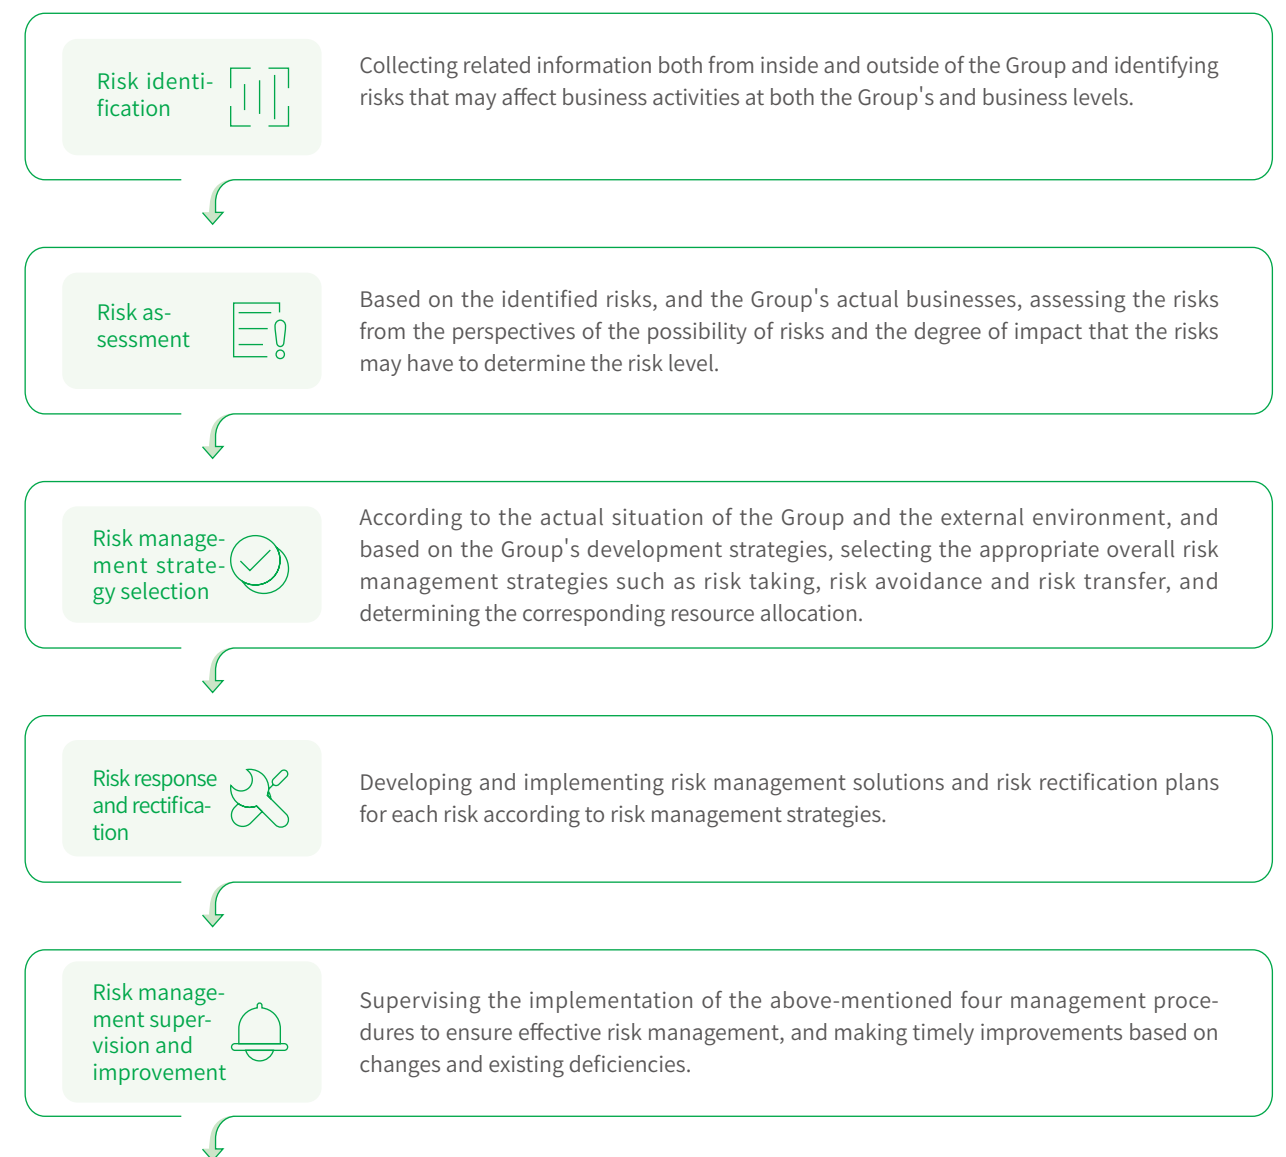 Risk identi-
fication
Collecting related information both from inside and outside of the Group and identifying
risks that may affect business activities at both the Group's and business levels.
Risk as-
sessment
Based on the identified risks, and the Group's actual businesses, assessing the risks
from the perspectives of the possibility of risks and the degree of impact that the risks
may have to determine the risk level.
Risk manage-
ment strate-
gy selection
According to the actual situation of the Group and the external environment, and
based on the Group's development strategies, selecting the appropriate overall risk
management strategies such as risk taking, risk avoidance and risk transfer, and
determining the corresponding resource allocation.
Risk response
and rectifica-
tion
Developing and implementing risk management solutions and risk rectification plans
for each risk according to risk management strategies.
Risk manage-
ment super-
vision and
improvement
Supervising the implementation of the above-mentioned four management proce-
dures to ensure effective risk management, and making timely improvements based on
changes and existing deficiencies.